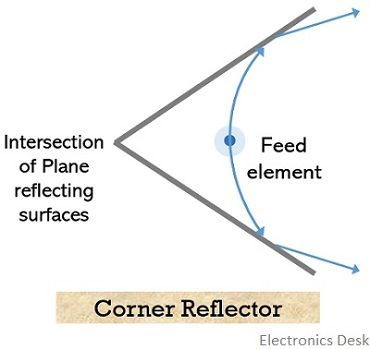 Intersection
of Plane
reflecting
surfaces
Feed
element
Corner Reflector
Electronics Desk